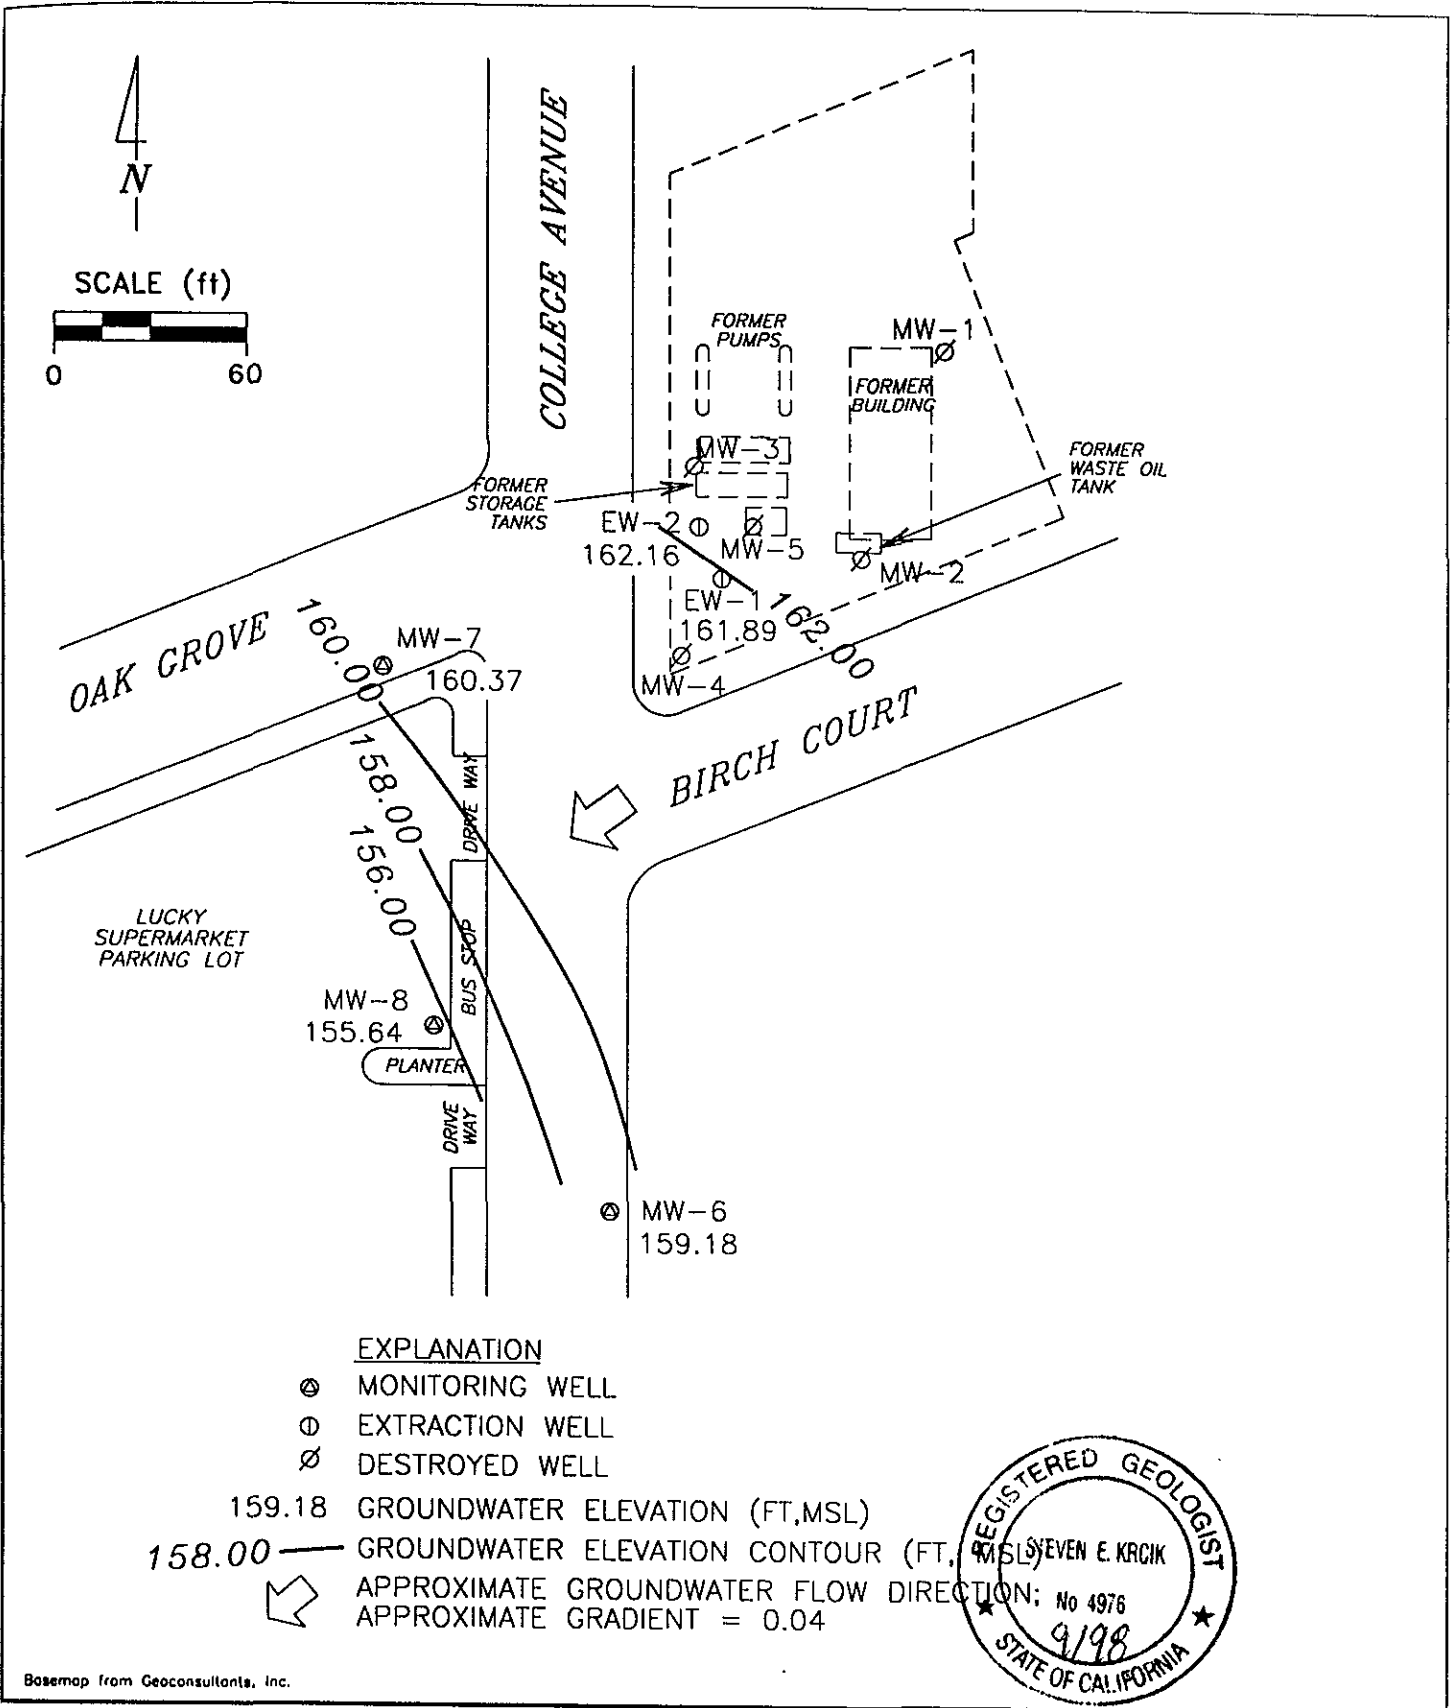 N
SCALE (ft)
0 60
COLLEGE AVENUE
FORMER
PUMPS
MW-1
FORMER
BUILDING
MW-3
FORMER
WASTE OIL
TANK
FORMER
STORAGE
TANKS
EW-2
162.16
MW-5
MW-2
EW-1
161.89
162.00
MW-4
OAK GROVE
160.00
MW-7
160.37
BIRCH COURT
158.00
DRIVE WAY
156.00
LUCKY
SUPERMARKET
PARKING LOT
BUS STOP
MW-8
155.64
PLANTER
DRIVE
WAY
MW-6
159.18
EXPLANATION
MONITORING WELL
EXTRACTION WELL
DESTROYED WELL
159.18 GROUNDWATER ELEVATION (FT,MSL)
158.00 GROUNDWATER ELEVATION CONTOUR (FT, MSL)
APPROXIMATE GROUNDWATER FLOW DIRECTION;
APPROXIMATE GRADIENT = 0.04
REGISTERED GEOLOGIST
STEVEN E. KRCIK
No 4976
9/98
STATE OF CALIFORNIA
Basemap from Geoconsultants, Inc.